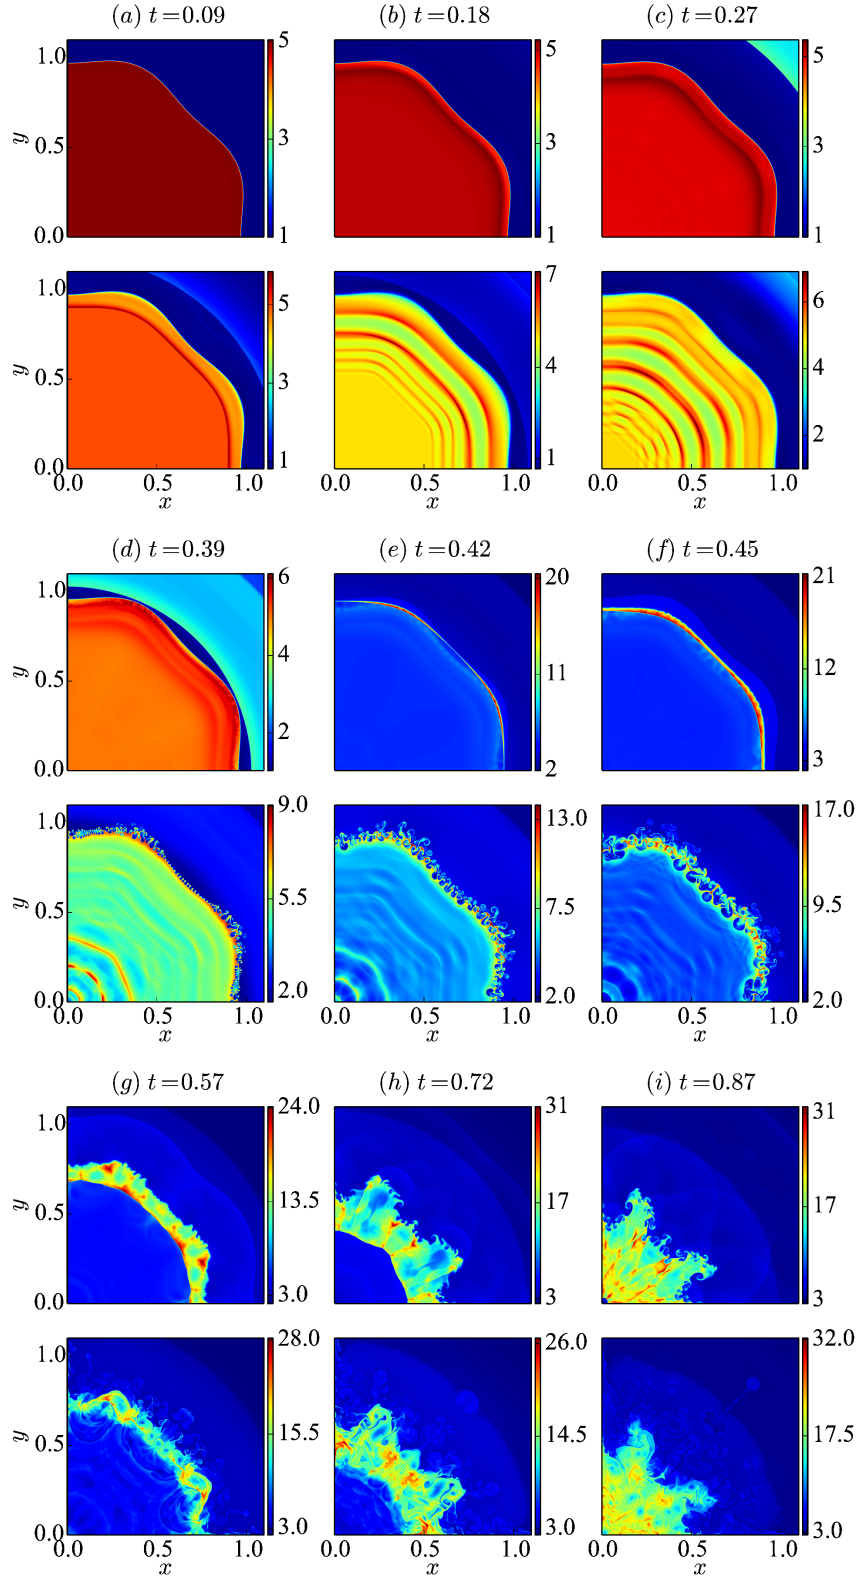 (a) t=0.09 (b) t=0.18 (c) t=0.27
1.0 5 5 5
y 0.5 3 3 3
0.0 1 1 1
1.0 5 7 6
y 0.5 3 4 4
0.0 1 1 2
0.0 0.5 1.0 0.0 0.5 1.0 0.0 0.5 1.0
x x x
(d) t=0.39 (e) t=0.42 (f) t=0.45
1.0 6 20 21
y 0.5 4 11 12
0.0 2 2 3
1.0 9.0 13.0 17.0
y 0.5 5.5 7.5 9.5
0.0 2.0 2.0 2.0
0.0 0.5 1.0 0.0 0.5 1.0 0.0 0.5 1.0
x x x
(g) t=0.57 (h) t=0.72 (i) t=0.87
1.0 24.0 31 31
y 0.5 13.5 17 17
0.0 3.0 3 3
1.0 28.0 26.0 32.0
y 0.5 15.5 14.5 17.5
0.0 3.0 3.0 3.0
0.0 0.5 1.0 0.0 0.5 1.0 0.0 0.5 1.0
x x x